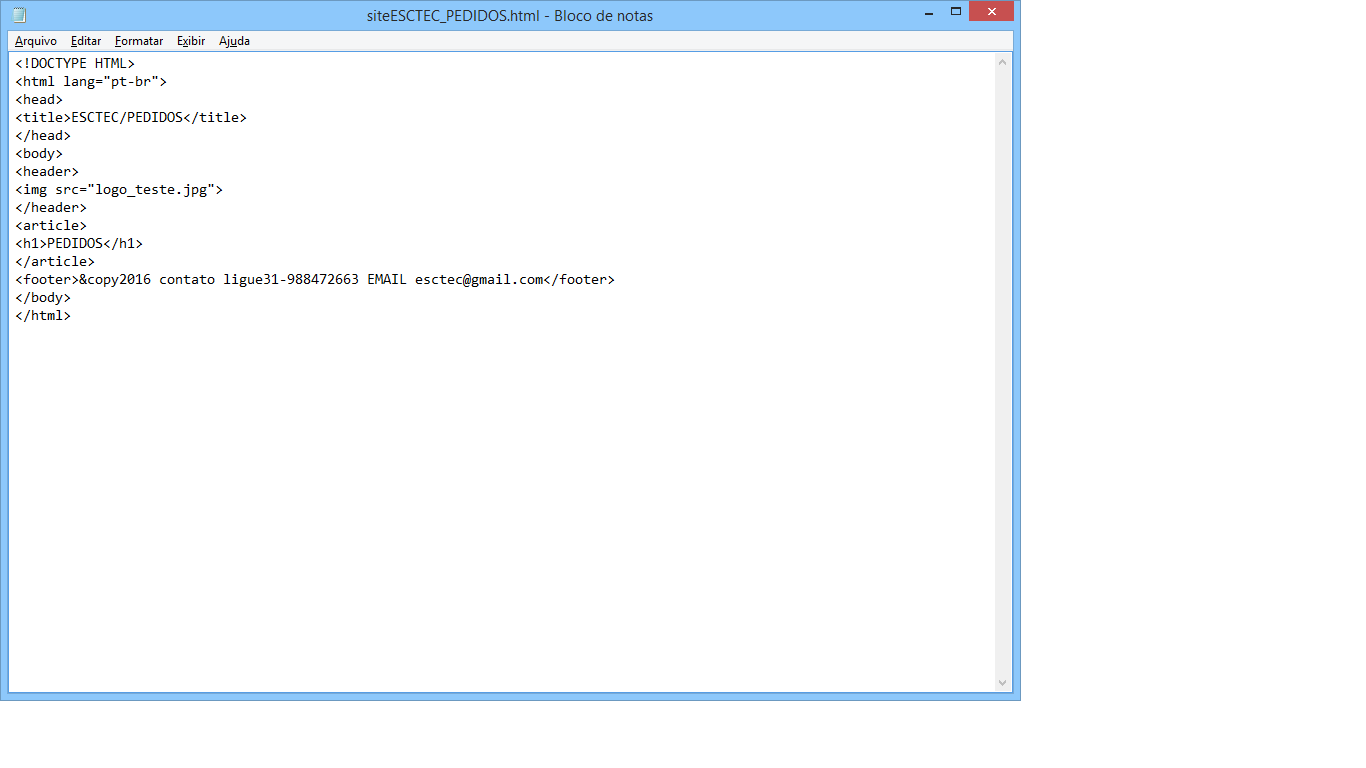 siteESCTEC_PEDIDOS.html - Bloco de notas
Arquivo Editar Formatar Exibir Ajuda
<!DOCTYPE HTML>
<html lang="pt-br">
<head>
<title>ESCTEC/PEDIDOS</title>
</head>
<body>
<header>
<img src="logo_teste.jpg">
</header>
<article>
<h1>PEDIDOS</h1>
</article>
<footer>&copy2016 contato ligue31-988472663 EMAIL esctec@gmail.com</footer>
</body>
</html>